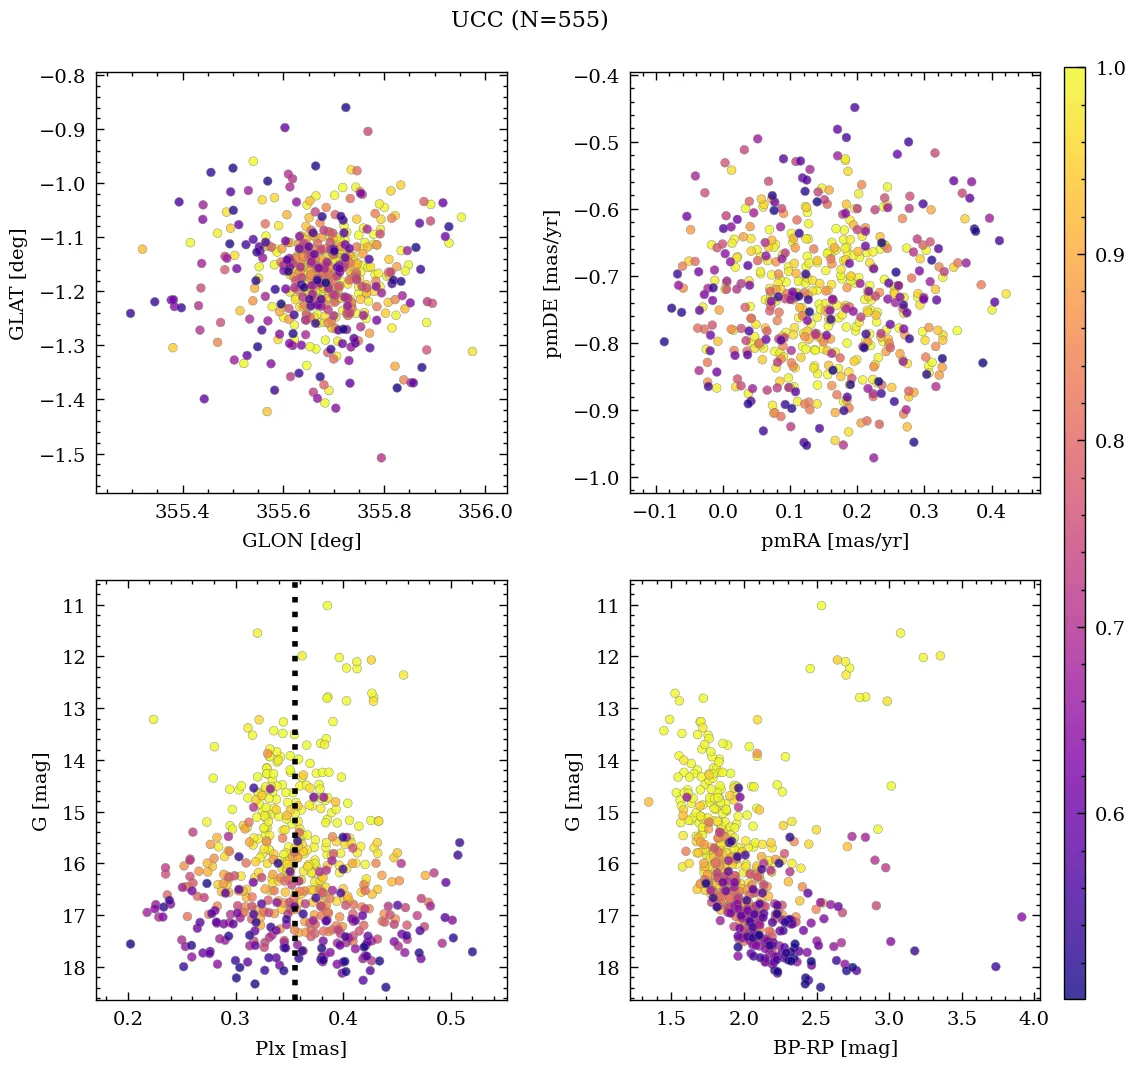 UCC (N=555)
−0.8
−0.9
−1.0
−1.1
−1.2
−1.3
−1.4
−1.5
GLAT [deg]
355.4 355.6 355.8 356.0
GLON [deg]
−0.4
−0.5
−0.6
−0.7
−0.8
−0.9
−1.0
pmDE [mas/yr]
−0.1 0.0 0.1 0.2 0.3 0.4
pmRA [mas/yr]
11
12
13
14
15
16
17
18
G [mag]
0.2 0.3 0.4 0.5
Plx [mas]
11
12
13
14
15
16
17
18
G [mag]
1.5 2.0 2.5 3.0 3.5 4.0
BP-RP [mag]
1.0
0.9
0.8
0.7
0.6